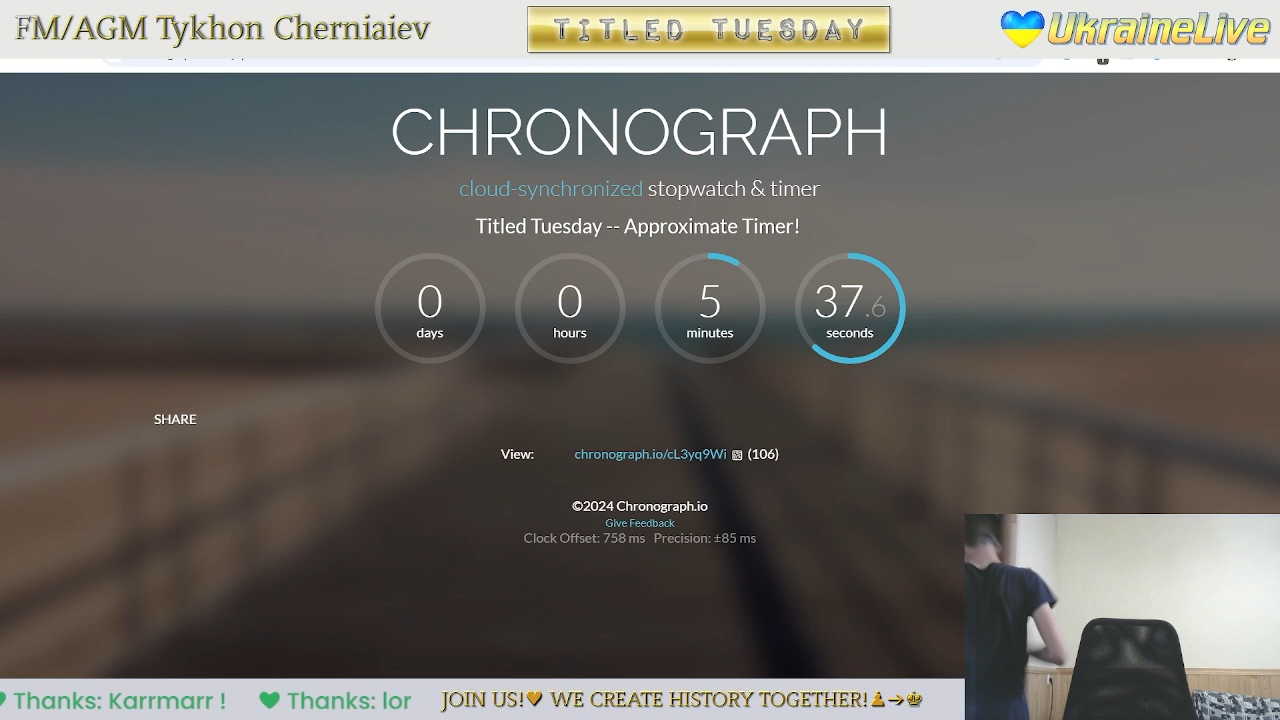 FM/AGM Tykhon Cherniaiev
TITLED TUESDAY
UkraineLive
CHRONOGRAPH
cloud-synchronized stopwatch & timer
Titled Tuesday -- Approximate Timer!
0 0 5 37.6
days hours minutes seconds
SHARE
View: chronograph.io/cL3yq9Wi (106)
©2024 Chronograph.io
Give Feedback
Clock Offset: 758 ms Precision: ±85 ms
Thanks: Karrmarr ! Thanks: lor JOIN US!🧡 WE CREATE HISTORY TOGETHER!♟→♚